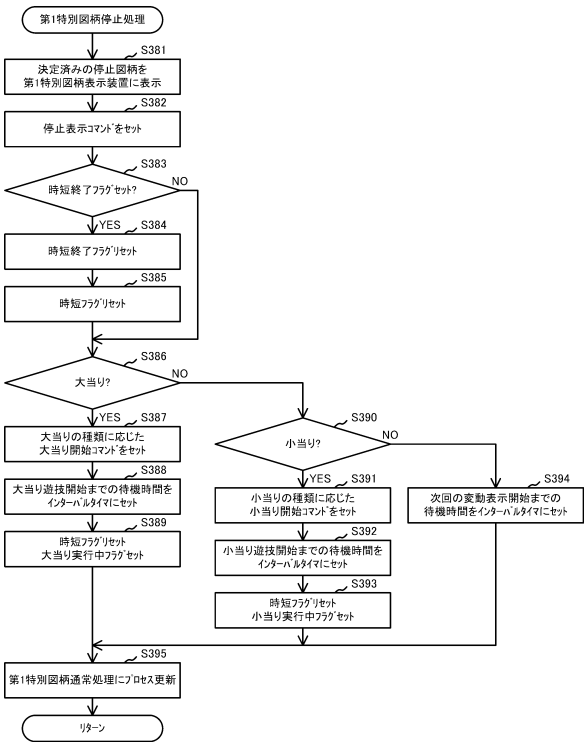 第1特別図柄停止処理
S381
決定済みの停止図柄を
第1特別図柄表示装置に表示
S382
停止表示コマンドをセット
S383
時短終了フラグセット?
NO
YES
S384
時短終了フラグリセット
S385
時短フラグリセット
S386
大当り?
NO
YES
S387
大当りの種類に応じた
大当り開始コマンドをセット
S388
大当り遊技開始までの待機時間を
インターバルタイマにセット
S389
時短フラグリセット
大当り実行中フラグセット
S390
小当り?
NO
YES
S391
小当りの種類に応じた
小当り開始コマンドをセット
S392
小当り遊技開始までの待機時間を
インターバルタイマにセット
S393
時短フラグリセット
小当り実行中フラグセット
S394
次回の変動表示開始までの
待機時間をインターバルタイマにセット
S395
第1特別図柄通常処理にプロセス更新
リターン